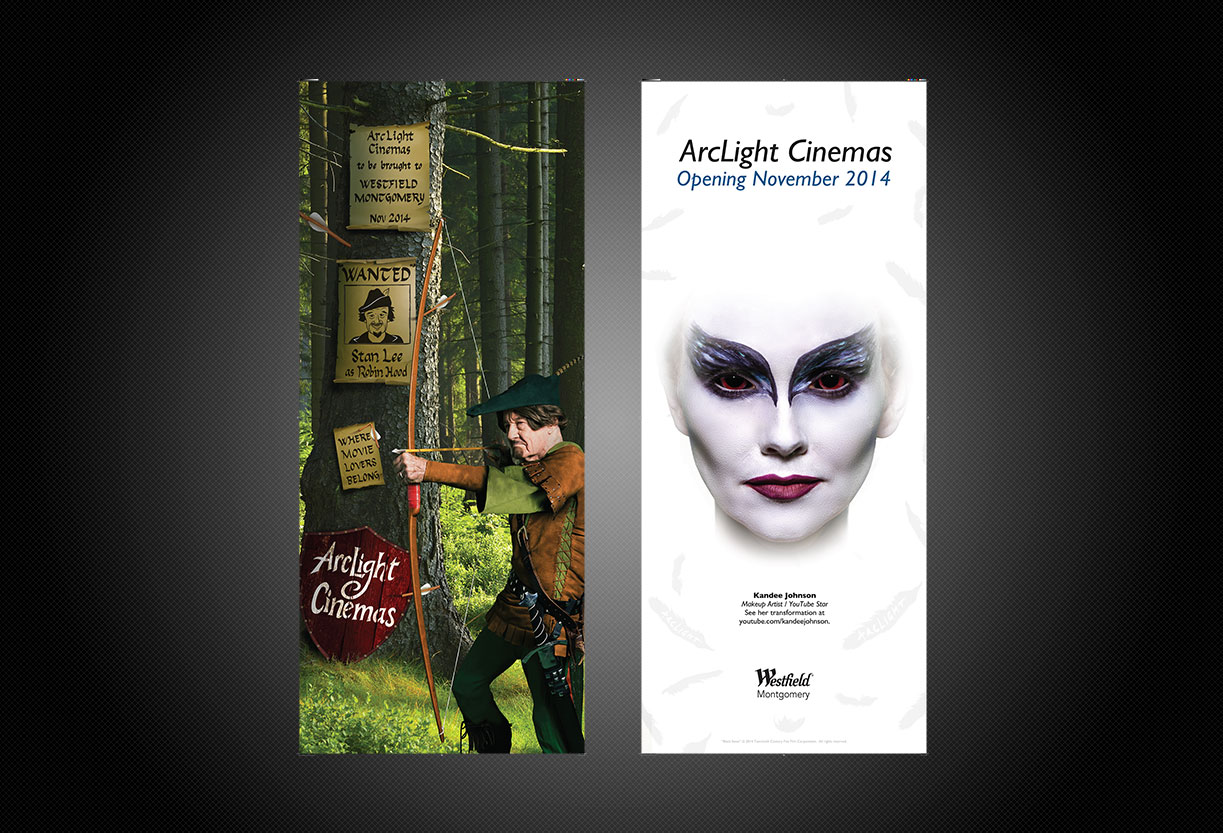 ArcLight
Cinemas
to be brought to
WESTFIELD
MONTGOMERY
Nov 2014
WANTED
Stan Lee
as Robin Hood
WHERE
MOVIE
LOVERS
BELONG
ArcLight
Cinemas
ArcLight Cinemas
Opening November 2014
Kandee Johnson
Makeup Artist / YouTube Star
See her transformation at
youtube.com/kandeejohnson.
Westfield
Montgomery